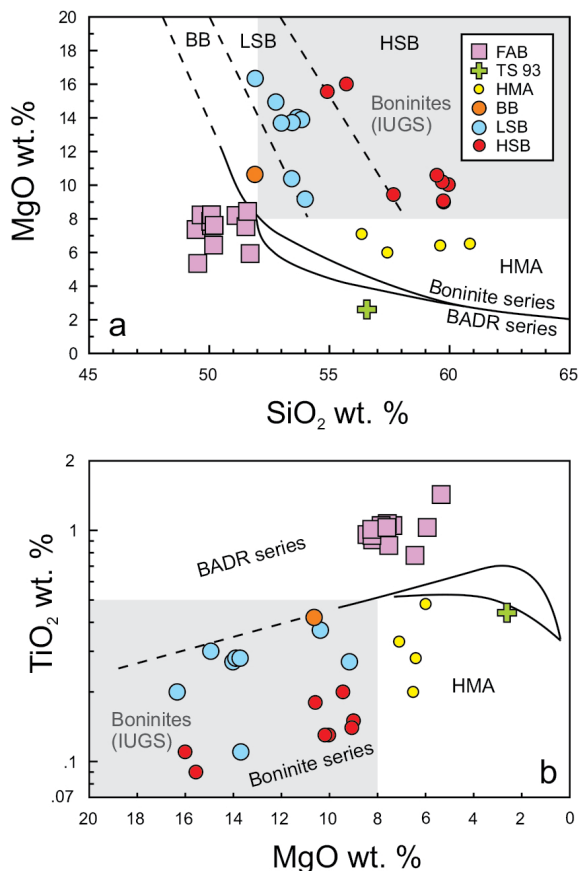 20
18
16
14
12
10
8
6
4
2
0
MgO wt. %
BB
LSB
HSB
Boninites
(IUGS)
FAB
TS 93
HMA
BB
LSB
HSB
HMA
Boninite series
BADR series
a
45
50
55
60
65
SiO2 wt. %
2
1
.1
.07
TiO2 wt. %
BADR series
Boninites
(IUGS)
Boninite series
HMA
b
20
18
16
14
12
10
8
6
4
2
0
MgO wt. %